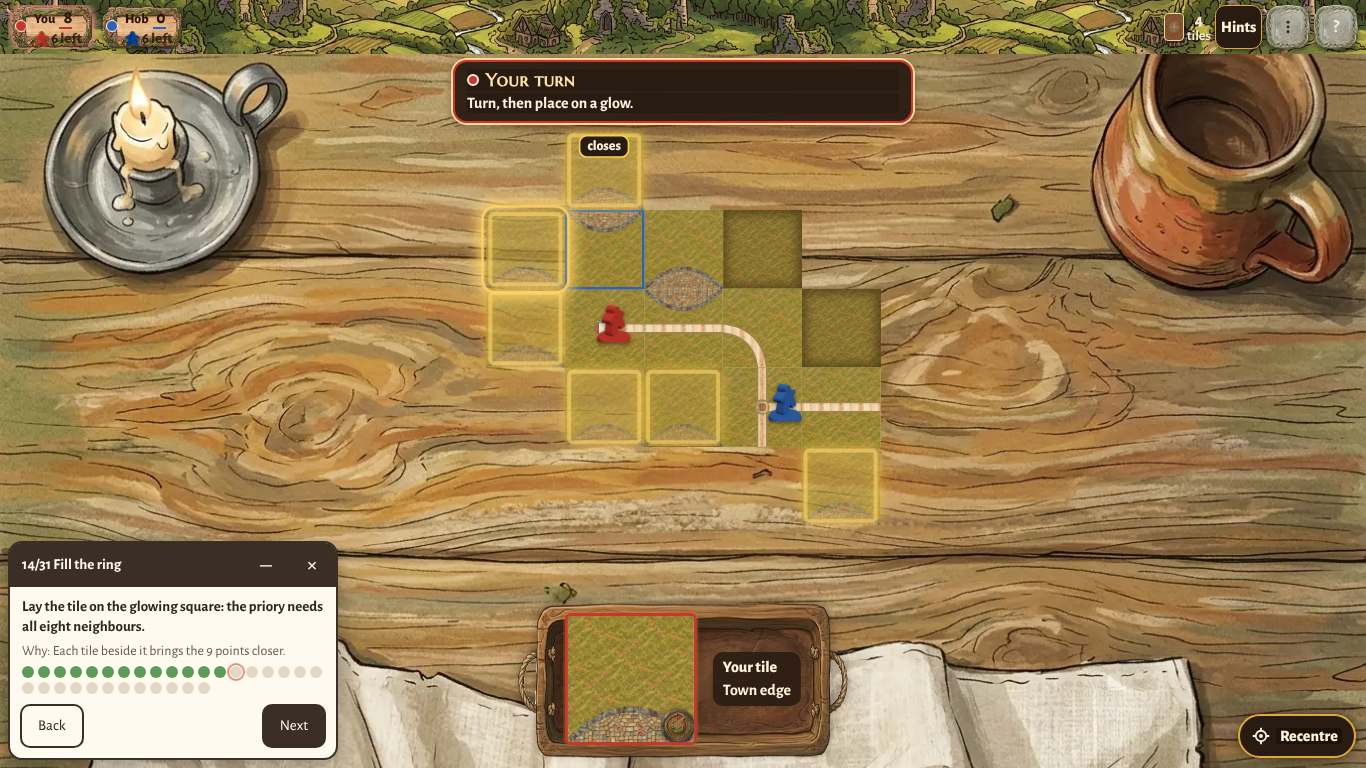 You 8
6 left
Hob 0
6 left
4
tiles
Hints
⋮
?
Your turn
Turn, then place on a glow.
closes
14/31 Fill the ring
Lay the tile on the glowing square: the priory needs
all eight neighbours.
Why: Each tile beside it brings the 9 points closer.
Back
Next
Your tile
Town edge
Recentre